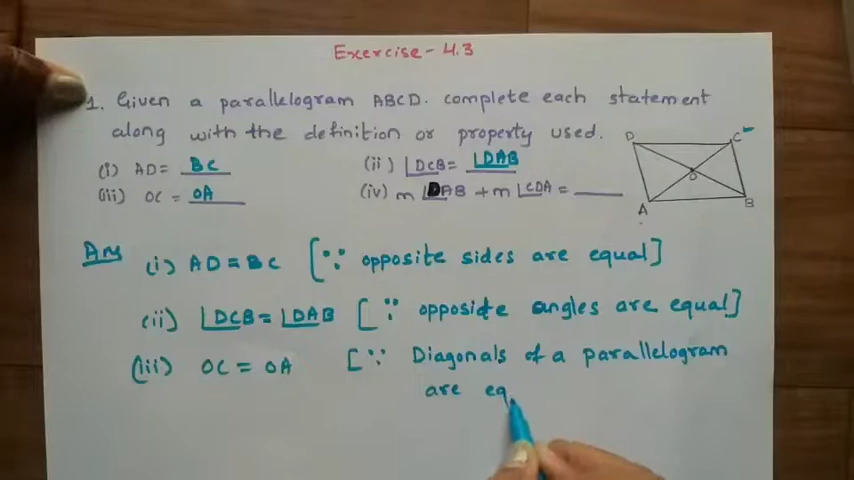 Exercise - 4.3
1. Given a parallelogram ABCD. complete each statement
along with the definition or property used.
(i) AD = BC (ii) ∠DCB = ∠DAB
(iii) OC = OA (iv) m ∠DAB + m ∠CDA = ______
D C
O
A B
Ans (i) AD = BC [∵ opposite sides are equal]
(ii) ∠DCB = ∠DAB [∵ opposite angles are equal]
(iii) OC = OA [∵ Diagonals of a parallelogram
are eq